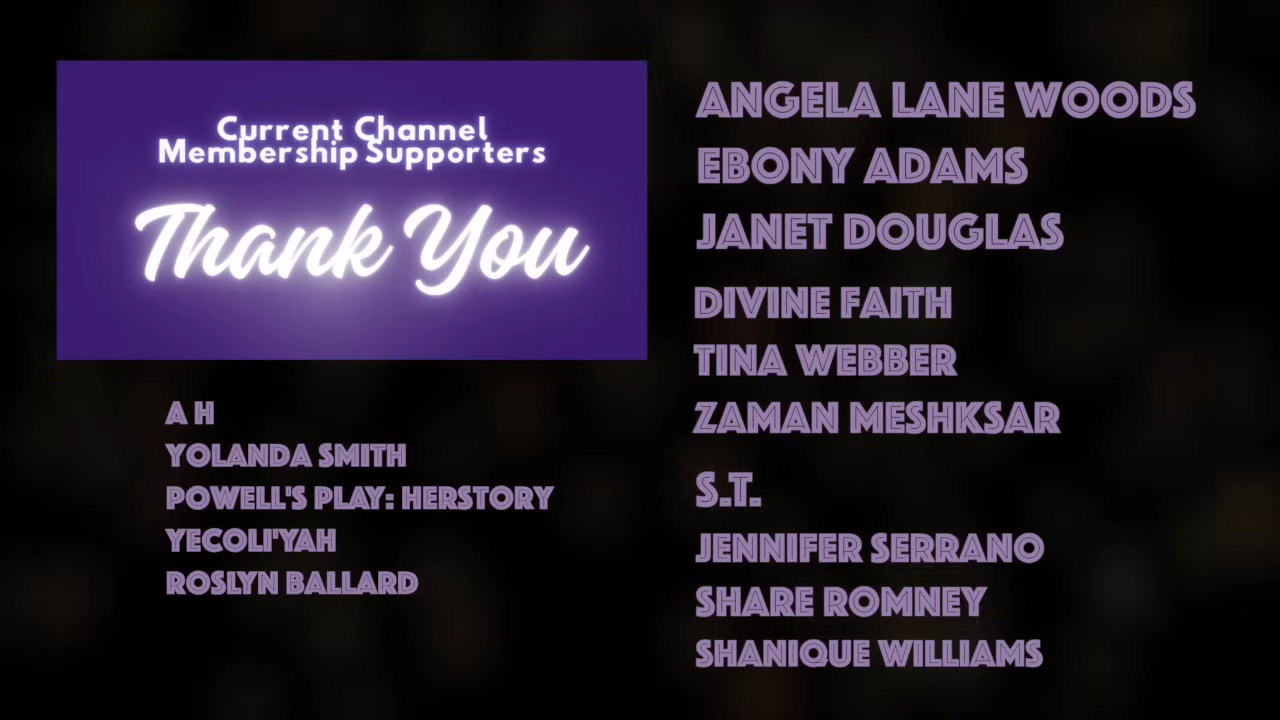 Current Channel
Membership Supporters
Thank You
A H
YOLANDA SMITH
POWELL'S PLAY: HERSTORY
YECOLI'YAH
ROSLYN BALLARD
ANGELA LANE WOODS
EBONY ADAMS
JANET DOUGLAS
DIVINE FAITH
TINA WEBBER
ZAMAN MESHKSAR
S.T.
JENNIFER SERRANO
SHARE ROMNEY
SHANIQUE WILLIAMS